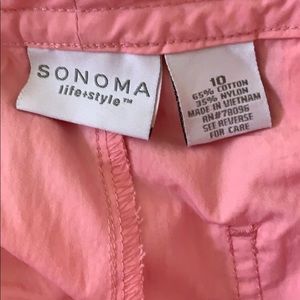 SONOMA
life+style™
10
65% COTTON
35% NYLON
MADE IN VIETNAM
RN#78096
SEE REVERSE
FOR CARE